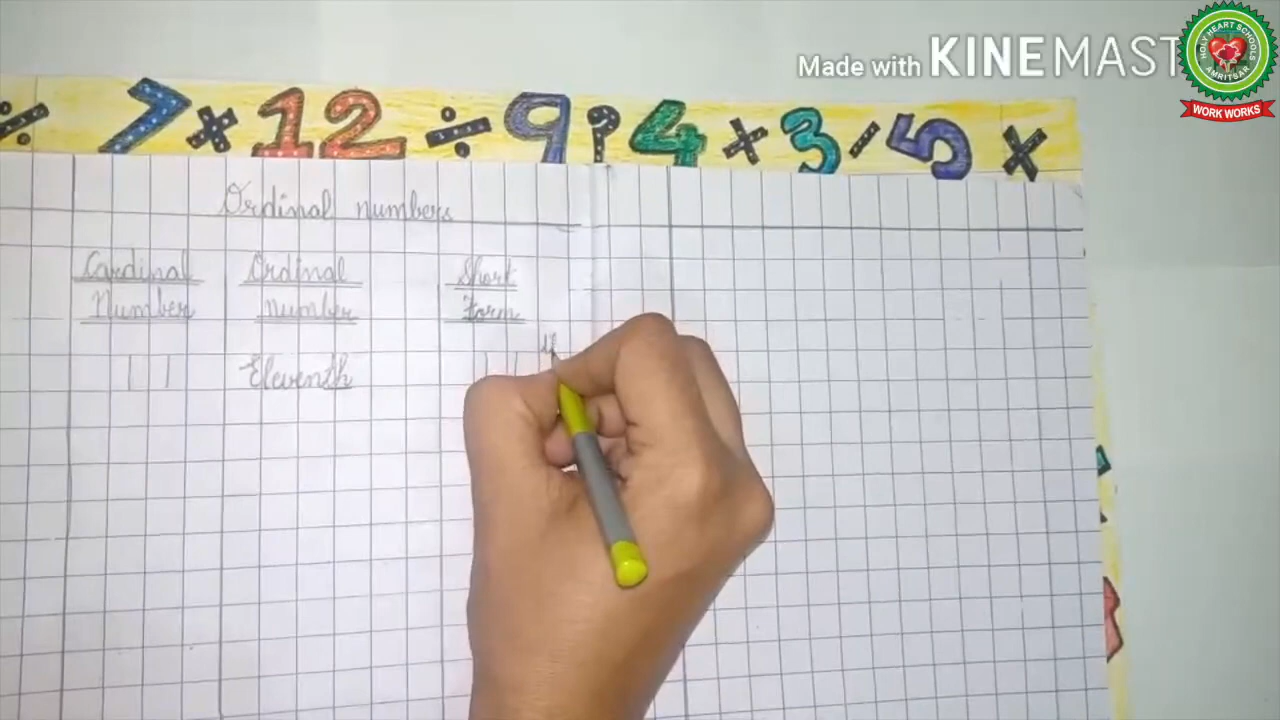 Made with KINEMAST
HOLY HEART SCHOOLS
AMRITSAR
WORK WORKS
÷ 7 × 12 ÷ 9 ? 4 + 3 / 5 ×
Ordinal numbers
Cardinal Number
Ordinal number
Short Form
11 Eleventh 11